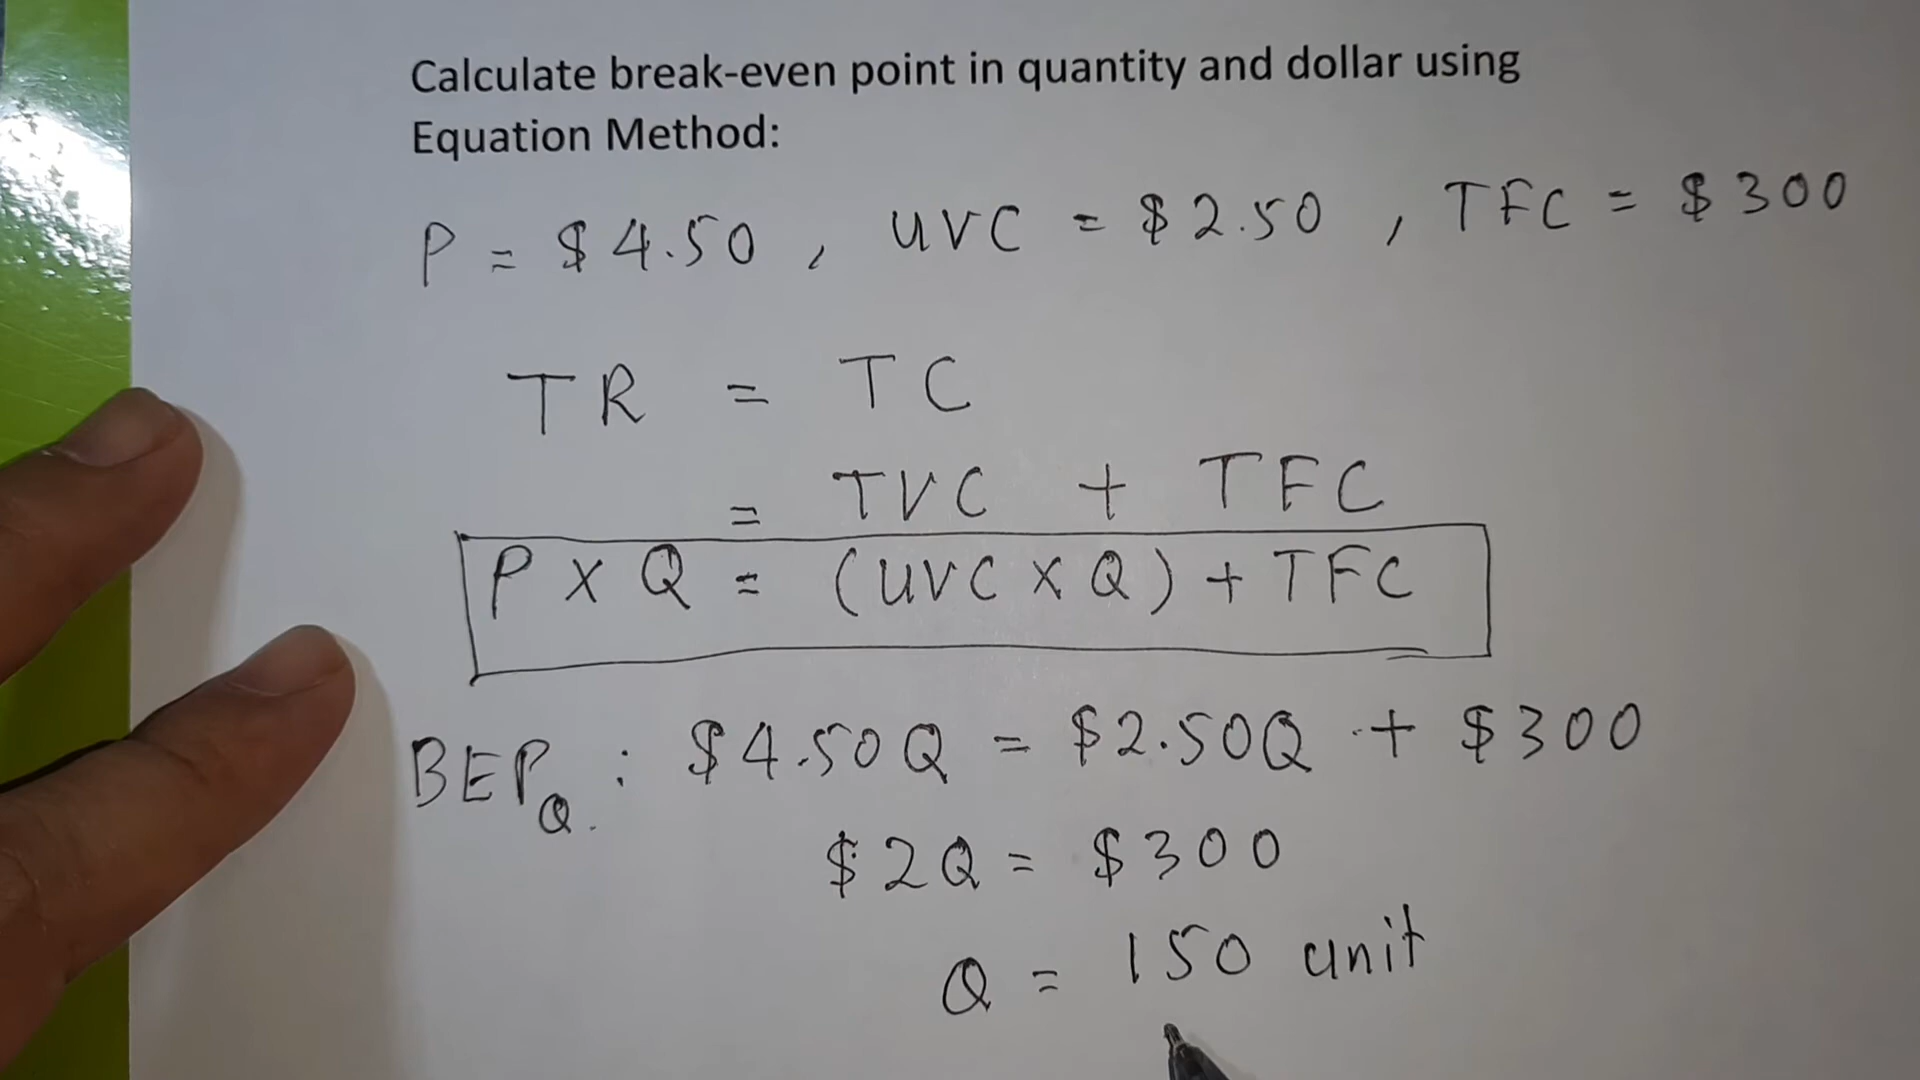 Calculate break-even point in quantity and dollar using
Equation Method:
P = $4.50, UVC = $2.50, TFC = $300
TR = TC
= TVC + TFC
P X Q = (UVC X Q) + TFC
BEPQ : $4.50Q = $2.50Q + $300
$2Q = $300
Q = 150 unit